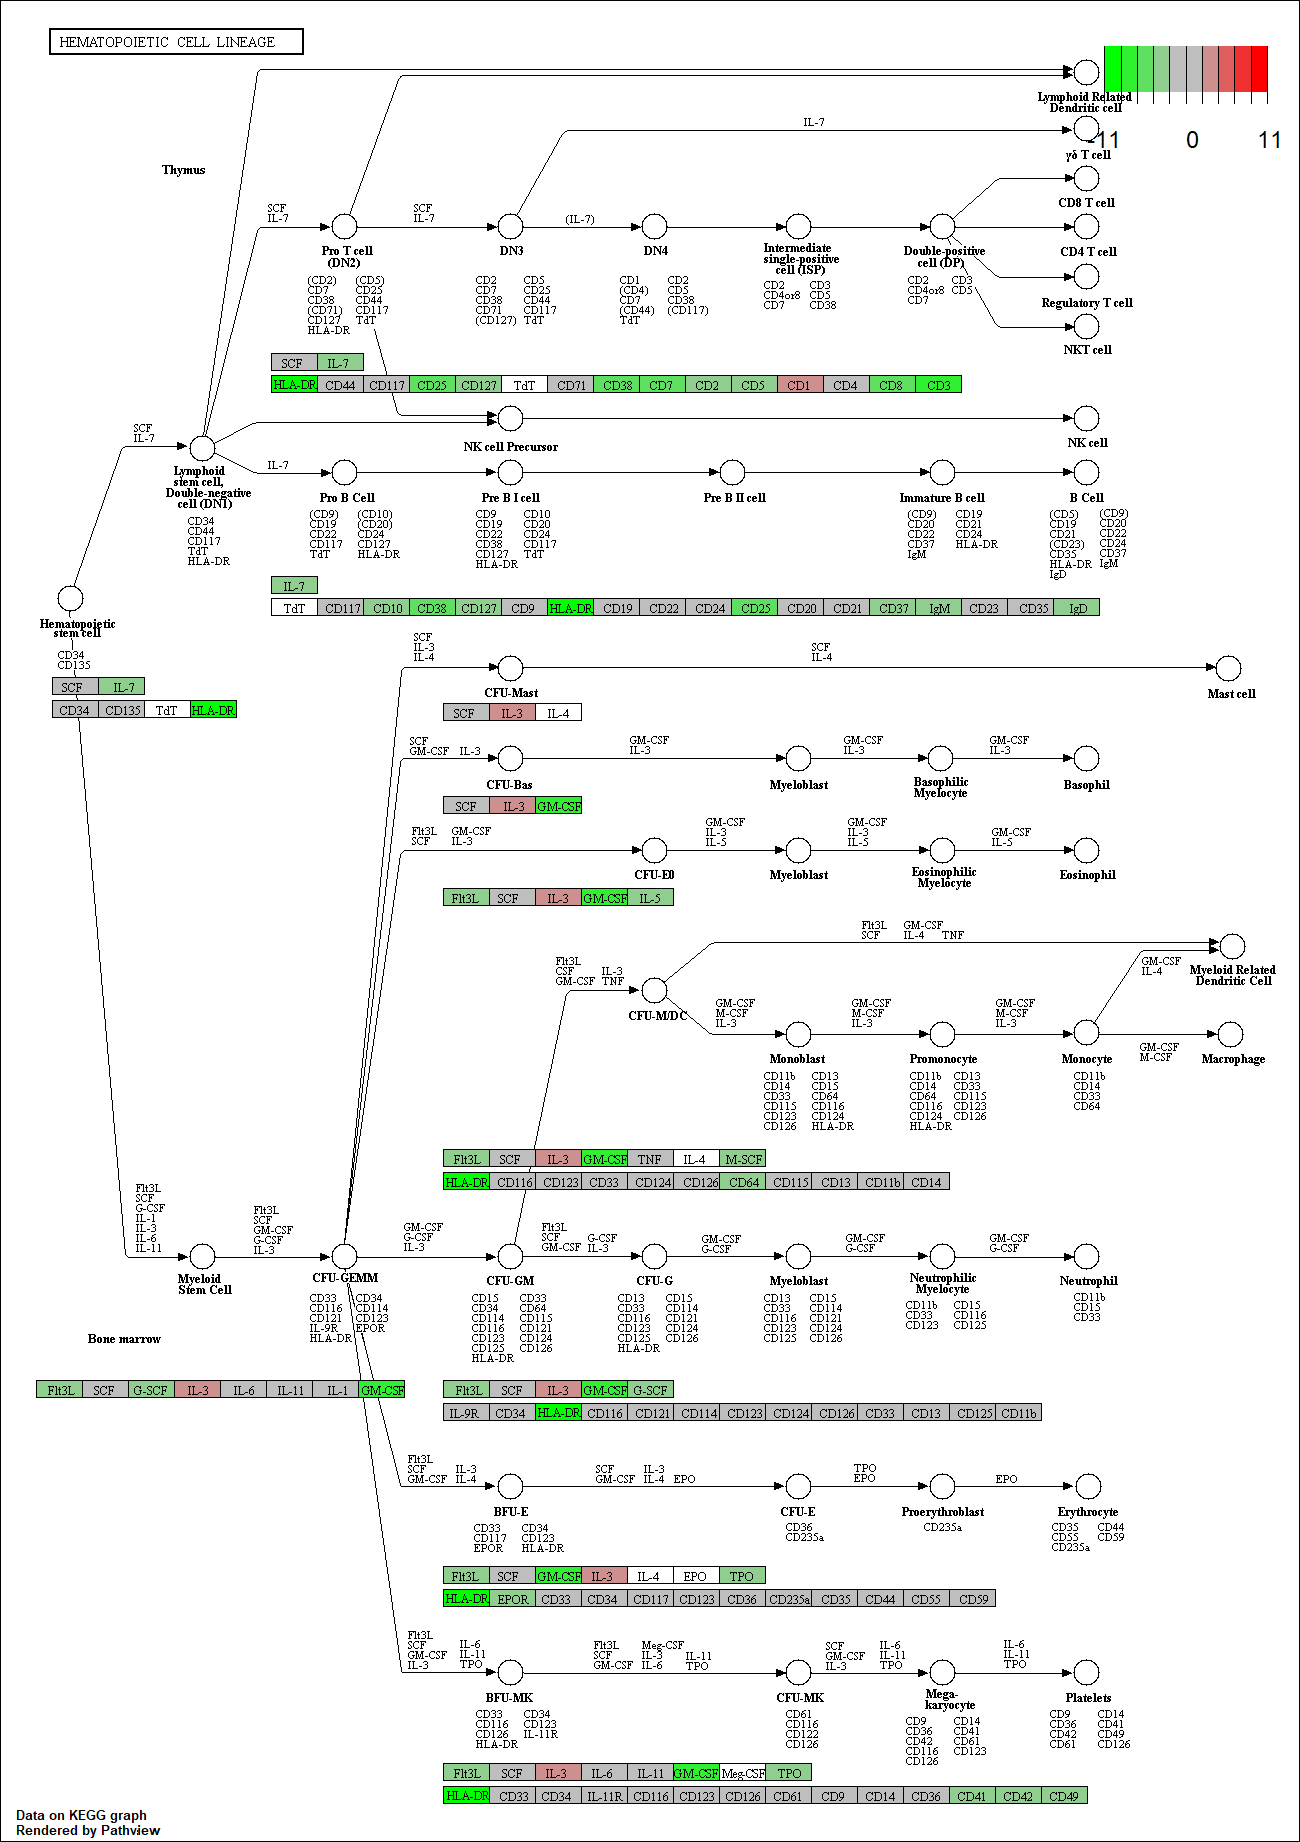 HEMATOPOIETIC CELL LINEAGE
-11 0 11
Lymphoid Related
Dendritic cell
IL-7
γδ T cell
Thymus
CD8 T cell
SCF
IL-7
SCF
IL-7
(IL-7)
Pro T cell
(DN2)
DN3
DN4
Intermediate
single-positive
cell (ISP)
Double-positive
cell (DP)
CD4 T cell
Regulatory T cell
NKT cell
(CD2) (CD5)
CD7 CD25
CD38 CD44
(CD71) CD117
CD127 TdT
HLA-DR
CD2 CD5
CD7 CD25
CD38 CD44
CD71 CD117
(CD127) TdT
CD1 CD2
(CD4) CD5
CD7 CD38
(CD44) (CD117)
TdT
CD2 CD3
CD4or8 CD5
CD7 CD38
CD2 CD3
CD4or8 CD5
CD7
SCF IL-7
HLA-DR CD44 CD117 CD25 CD127 TdT CD71 CD38 CD7 CD2 CD5 CD1 CD4 CD8 CD3
SCF
IL-7
NK cell Precursor
NK cell
IL-7
Lymphoid
stem cell,
Double-negative
cell (DN1)
CD34
CD44
CD117
TdT
HLA-DR
Pro B Cell
Pre B I cell
Pre B II cell
Immature B cell
B Cell
(CD9) (CD10)
CD19 (CD20)
CD22 CD24
CD117 CD127
TdT HLA-DR
CD9 CD10
CD19 CD20
CD22 CD24
CD38 CD117
CD127 TdT
HLA-DR
(CD9) CD19
CD20 CD21
CD22 CD24
CD37 HLA-DR
IgM
(CD5) (CD9)
CD19 CD20
CD21 CD22
(CD23) CD24
CD35 CD37
HLA-DR IgM
IgD
IL-7
TdT CD117 CD10 CD38 CD127 CD9 HLA-DR CD19 CD22 CD24 CD25 CD20 CD21 CD37 IgM CD23 CD35 IgD
Hematopoietic
stem cell
CD34
CD135
SCF IL-7
CD34 CD135 TdT HLA-DR
SCF
IL-3
IL-4
SCF
IL-4
CFU-Mast
Mast cell
SCF IL-3 IL-4
SCF
GM-CSF IL-3
GM-CSF
IL-3
GM-CSF
IL-3
GM-CSF
IL-3
CFU-Bas
Myeloblast
Basophilic
Myelocyte
Basophil
SCF IL-3 GM-CSF
Flt3L GM-CSF
SCF IL-3
GM-CSF
IL-3
IL-5
GM-CSF
IL-3
IL-5
GM-CSF
IL-5
CFU-E0
Myeloblast
Eosinophilic
Myelocyte
Eosinophil
Flt3L SCF IL-3 GM-CSF IL-5
Flt3L GM-CSF
SCF IL-4 TNF
Flt3L
CSF IL-3
GM-CSF TNF
GM-CSF
IL-4
Myeloid Related
Dendritic Cell
CFU-M/DC
GM-CSF
M-CSF
IL-3
GM-CSF
M-CSF
IL-3
GM-CSF
M-CSF
IL-3
GM-CSF
M-CSF
Monoblast
Promonocyte
Monocyte
Macrophage
CD11b CD13
CD14 CD15
CD33 CD64
CD115 CD116
CD123 CD124
CD126 HLA-DR
CD11b CD13
CD14 CD33
CD64 CD115
CD116 CD123
CD124 CD126
HLA-DR
CD11b
CD14
CD33
CD64
Flt3L SCF IL-3 GM-CSF TNF IL-4 M-SCF
HLA-DR CD116 CD123 CD33 CD124 CD126 CD64 CD115 CD13 CD11b CD14
Flt3L
SCF
G-CSF
IL-1
IL-3
IL-6
IL-11
Flt3L
SCF
GM-CSF
G-CSF
IL-3
GM-CSF
G-CSF
IL-3
Flt3L
SCF G-CSF
GM-CSF IL-3
GM-CSF
G-CSF
GM-CSF
G-CSF
GM-CSF
G-CSF
Myeloid
Stem Cell
CFU-GEMM
CFU-GM
CFU-G
Myeloblast
Neutrophilic
Myelocyte
Neutrophil
CD33 CD34
CD116 CD114
CD121 CD123
IL-9R EPOR
HLA-DR
CD15 CD33
CD34 CD64
CD114 CD115
CD116 CD121
CD123 CD124
CD125 CD126
HLA-DR
CD13 CD15
CD33 CD114
CD116 CD121
CD123 CD124
CD125 CD126
HLA-DR
CD13 CD15
CD33 CD114
CD116 CD121
CD123 CD124
CD125 CD126
CD11b CD15
CD33 CD116
CD123 CD125
CD11b
CD15
CD33
Bone marrow
Flt3L SCF G-SCF IL-3 IL-6 IL-11 IL-1 GM-CSF
Flt3L SCF IL-3 GM-CSF G-SCF
IL-9R CD34 HLA-DR CD116 CD121 CD114 CD123 CD124 CD126 CD33 CD13 CD125 CD11b
Flt3L
SCF IL-3
GM-CSF IL-4
SCF IL-3
GM-CSF IL-4 EPO
TPO
EPO
EPO
BFU-E
CFU-E
Proerythroblast
Erythrocyte
CD33 CD34
CD117 CD123
EPOR HLA-DR
CD36
CD235a
CD235a
CD35 CD44
CD55 CD59
CD235a
Flt3L SCF GM-CSF IL-3 IL-4 EPO TPO
HLA-DR EPOR CD33 CD34 CD117 CD123 CD36 CD235a CD35 CD44 CD55 CD59
Flt3L
SCF IL-6
GM-CSF IL-11
IL-3 TPO
Flt3L Meg-CSF
SCF IL-3 IL-11
GM-CSF IL-6 TPO
SCF IL-6
GM-CSF IL-11
IL-3 TPO
IL-6
IL-11
TPO
BFU-MK
CFU-MK
Mega-
karyocyte
Platelets
CD33 CD34
CD116 CD123
CD126 IL-11R
HLA-DR
CD61
CD116
CD122
CD126
CD9 CD14
CD36 CD41
CD42 CD61
CD116 CD123
CD126
CD9 CD14
CD36 CD41
CD42 CD49
CD61 CD126
Flt3L SCF IL-3 IL-6 IL-11 GM-CSF Meg-CSF TPO
HLA-DR CD33 CD34 IL-11R CD116 CD123 CD126 CD61 CD9 CD14 CD36 CD41 CD42 CD49
Data on KEGG graph
Rendered by Pathview